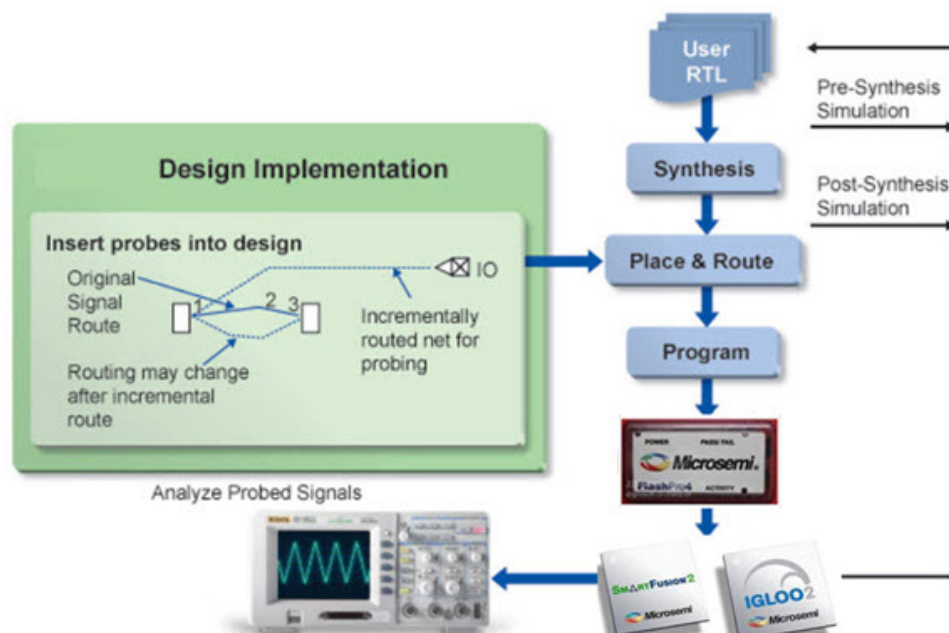 User
RTL
Pre-Synthesis
Simulation
Design Implementation
Synthesis
Post-Synthesis
Simulation
Insert probes into design
Place & Route
IO
Original
Signal
Route
1
2
3
Incrementally
routed net for
probing
Routing may change
after incremental
route
Program
POWER
Microsemi.
FlashPro4
ACTIVITY
Analyze Probed Signals
SMARTFUSION2
Microsemi
IGLOO2
Microsemi